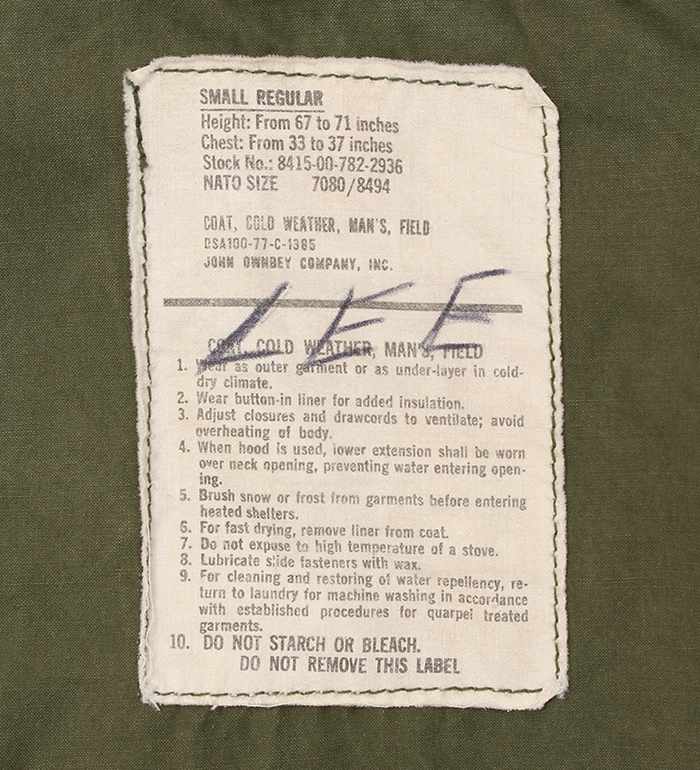 SMALL REGULAR
Height: From 67 to 71 inches
Chest: From 33 to 37 inches
Stock No.: 8415-00-782-2936
NATO SIZE 7080/8494
COAT, COLD WEATHER, MAN'S, FIELD
DSA100-77-C-1385
JOHN OWNBEY COMPANY, INC.
LEE
COAT, COLD WEATHER, MAN'S, FIELD
1. Wear as outer garment or as under-layer in cold-
dry climate.
2. Wear button-in liner for added insulation.
3. Adjust closures and drawcords to ventilate; avoid
overheating of body.
4. When hood is used, lower extension shall be worn
over neck opening, preventing water entering open-
ing.
5. Brush snow or frost from garments before entering
heated shelters.
6. For fast drying, remove liner from coat.
7. Do not expose to high temperature of a stove.
8. Lubricate slide fasteners with wax.
9. For cleaning and restoring of water repellency, re-
turn to laundry for machine washing in accordance
with established procedures for quarpel treated
garments.
10. DO NOT STARCH OR BLEACH.
DO NOT REMOVE THIS LABEL